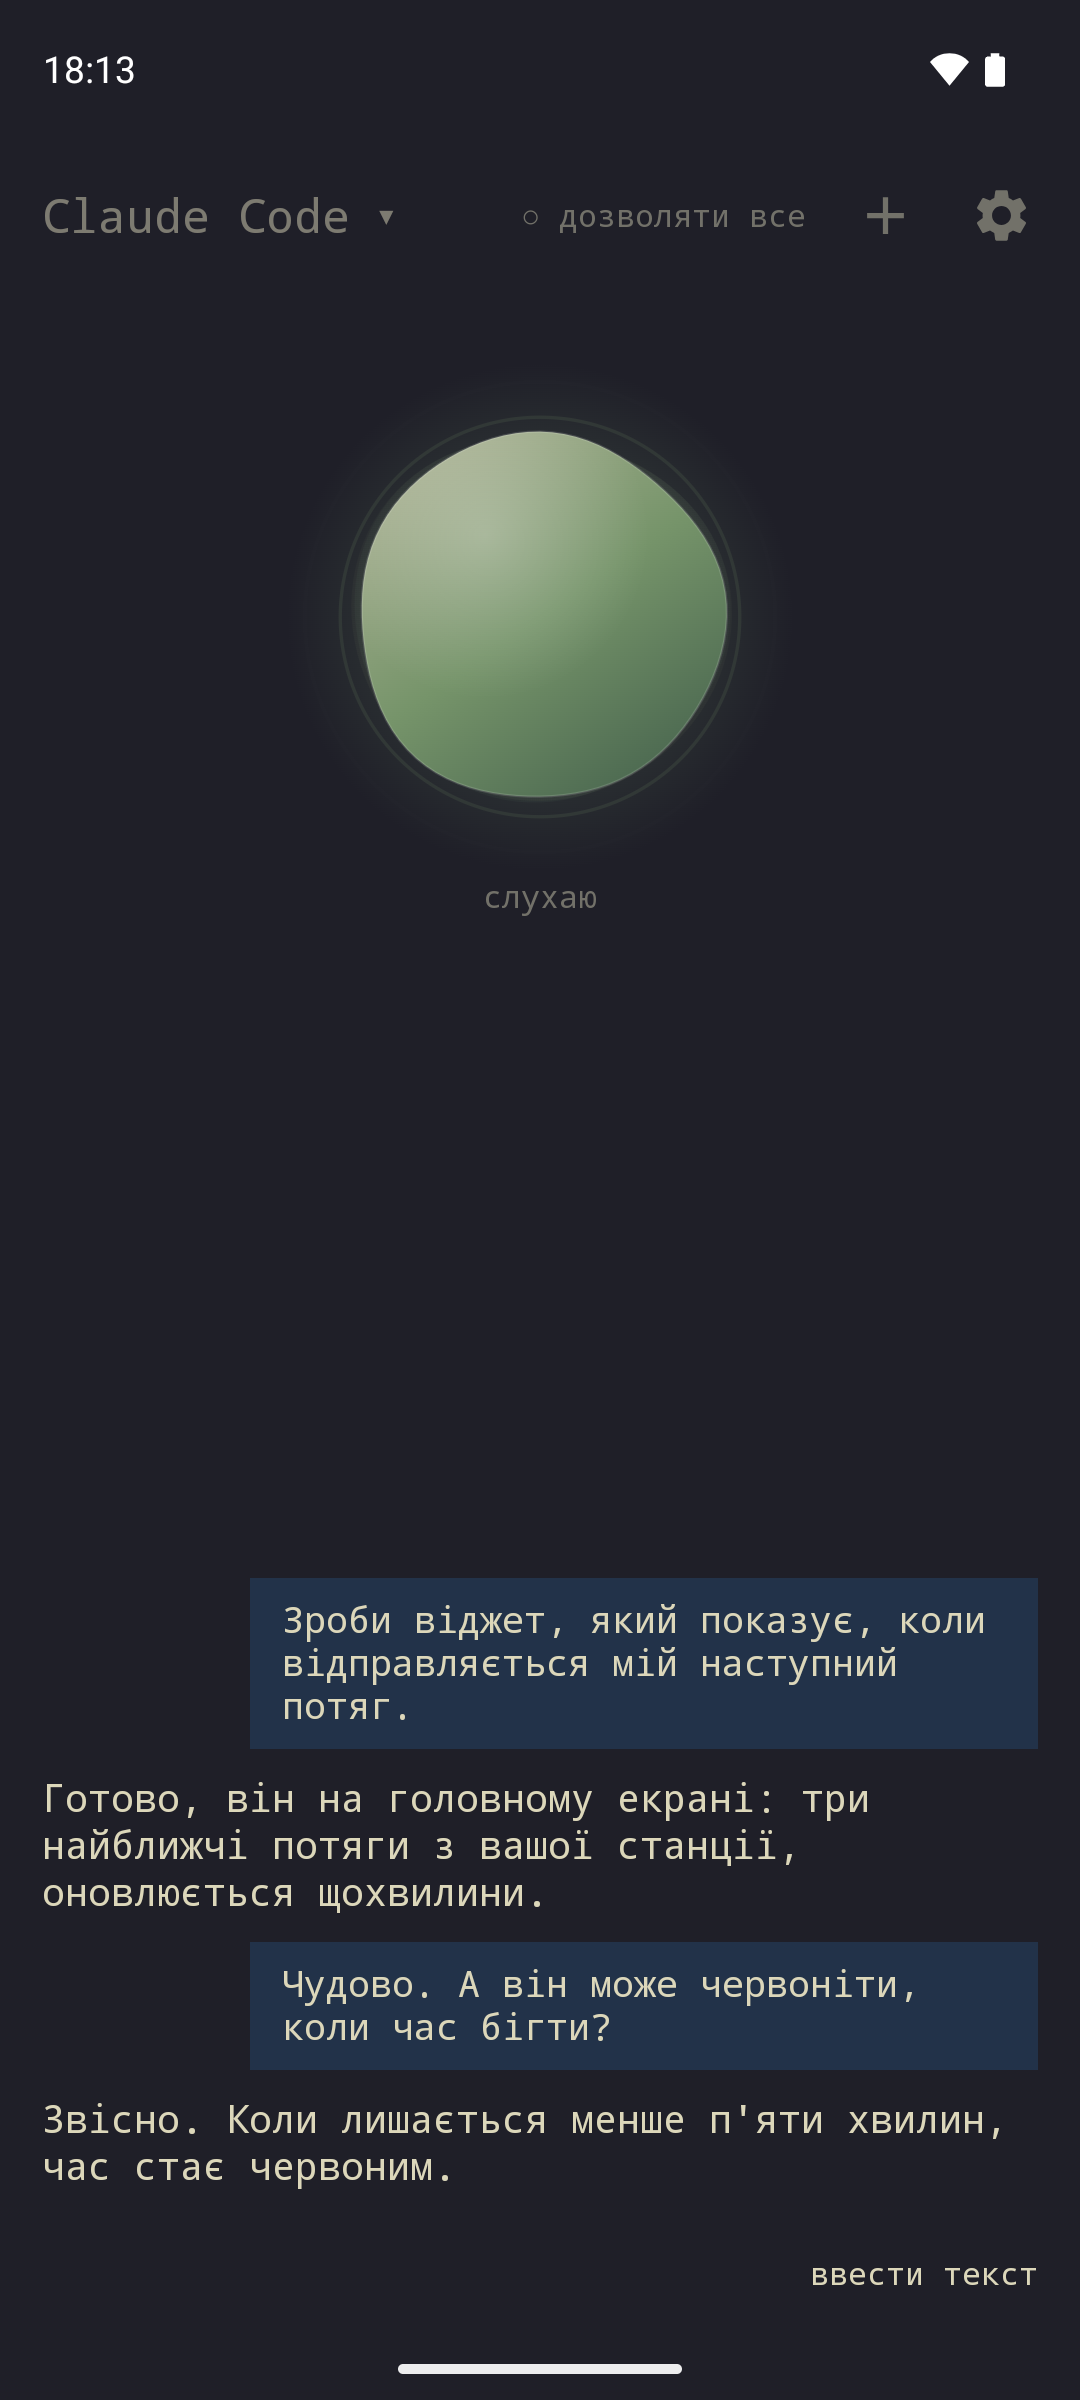 18:13
Claude Code ▾ ○ дозволяти все
слухаю
Зроби віджет, який показує, коли
відправляється мій наступний
потяг.
Готово, він на головному екрані: три
найближчі потяги з вашої станції,
оновлюється щохвилини.
Чудово. А він може червоніти,
коли час бігти?
Звісно. Коли лишається менше п'яти хвилин,
час стає червоним.
ввести текст